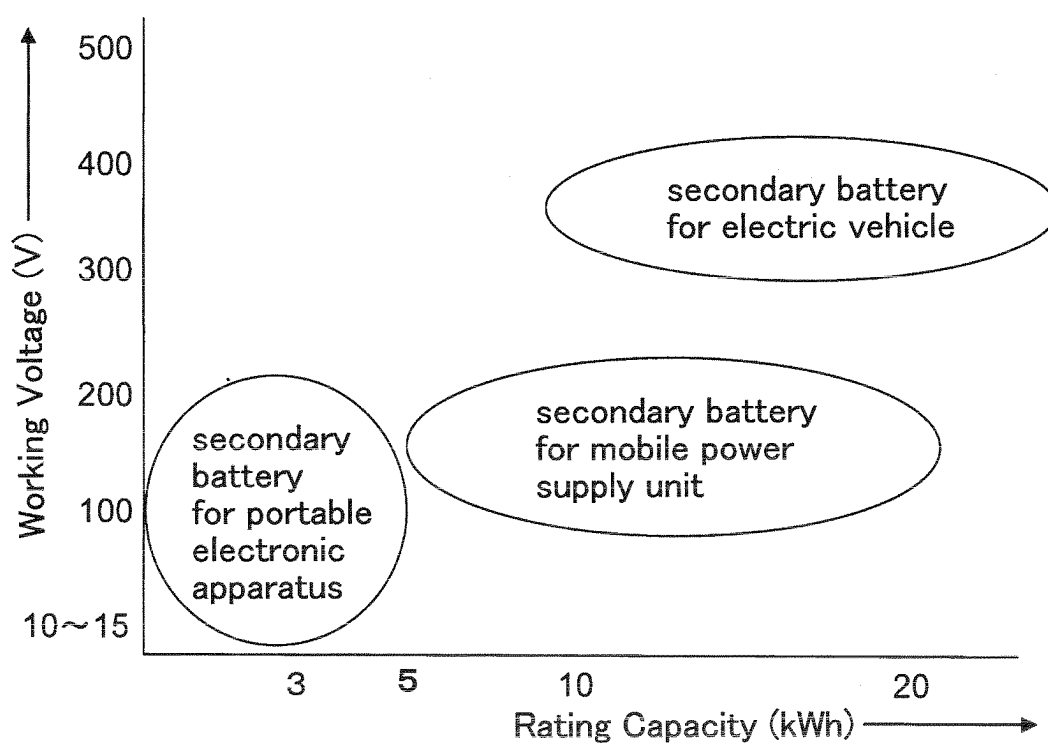 500
400
300
200
100
10～15
Working Voltage (V)
secondary battery
for electric vehicle
secondary battery
for mobile power
supply unit
secondary
battery
for portable
electronic
apparatus
3 5 10 20
Rating Capacity (kWh)